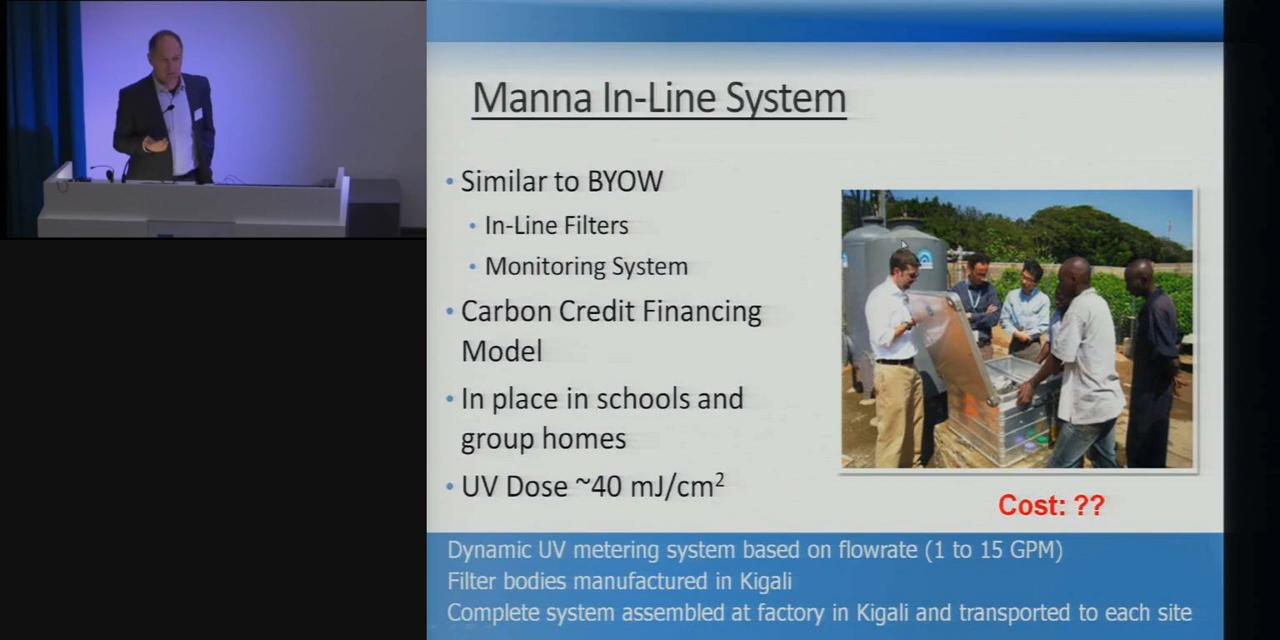 Manna In-Line System
• Similar to BYOW
• In-Line Filters
• Monitoring System
• Carbon Credit Financing
Model
• In place in schools and
group homes
• UV Dose ~40 mJ/cm²
Cost: ??
Dynamic UV metering system based on flowrate (1 to 15 GPM)
Filter bodies manufactured in Kigali
Complete system assembled at factory in Kigali and transported to each site